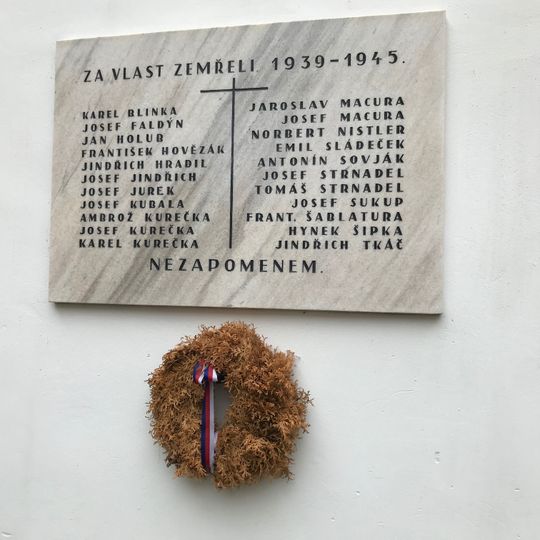 ZA VLAST ZEMŘELI 1939-1945.
KAREL BLINKA
JOSEF FALDÝN
JAN HOLUB
FRANTIŠEK HOVĚZÁK
JINDŘICH HRADIL
JOSEF JINDŘICH
JOSEF JUREK
JOSEF KUBALA
AMBROŽ KUREČKA
JOSEF KUREČKA
KAREL KUREČKA
JAROSLAV MACURA
JOSEF MACURA
NORBERT NISTLER
EMIL SLÁDEČEK
ANTONÍN SOVJÁK
JOSEF STRNADEL
TOMÁŠ STRNADEL
JOSEF SUKUP
FRANT. ŠABLATURA
HYNEK ŠIPKA
JINDŘICH TKÁČ
NEZAPOMENEM.